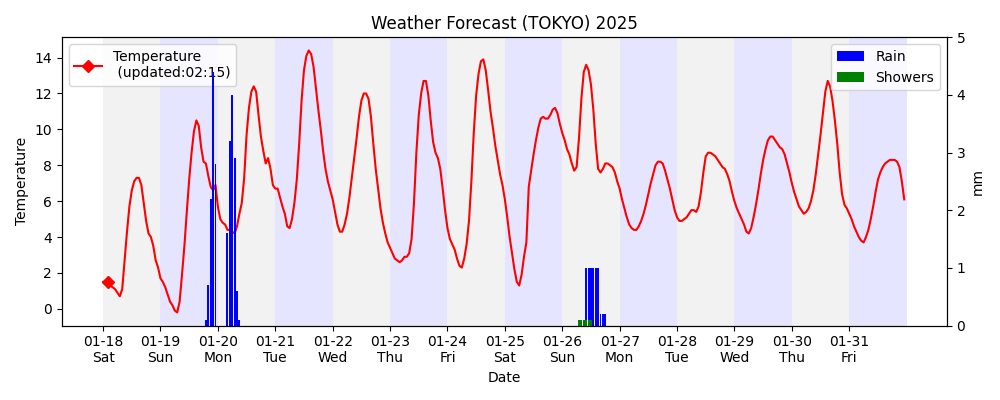 Weather Forecast (TOKYO) 2025
Temperature
(updated:02:15)
Rain
Showers
Temperature
14
12
10
8
6
4
2
0
5
4
3
2
1
0
mm
01-18 01-19 01-20 01-21 01-22 01-23 01-24 01-25 01-26 01-27 01-28 01-29 01-30 01-31
Sat Sun Mon Tue Wed Thu Fri Sat Sun Mon Tue Wed Thu Fri
Date